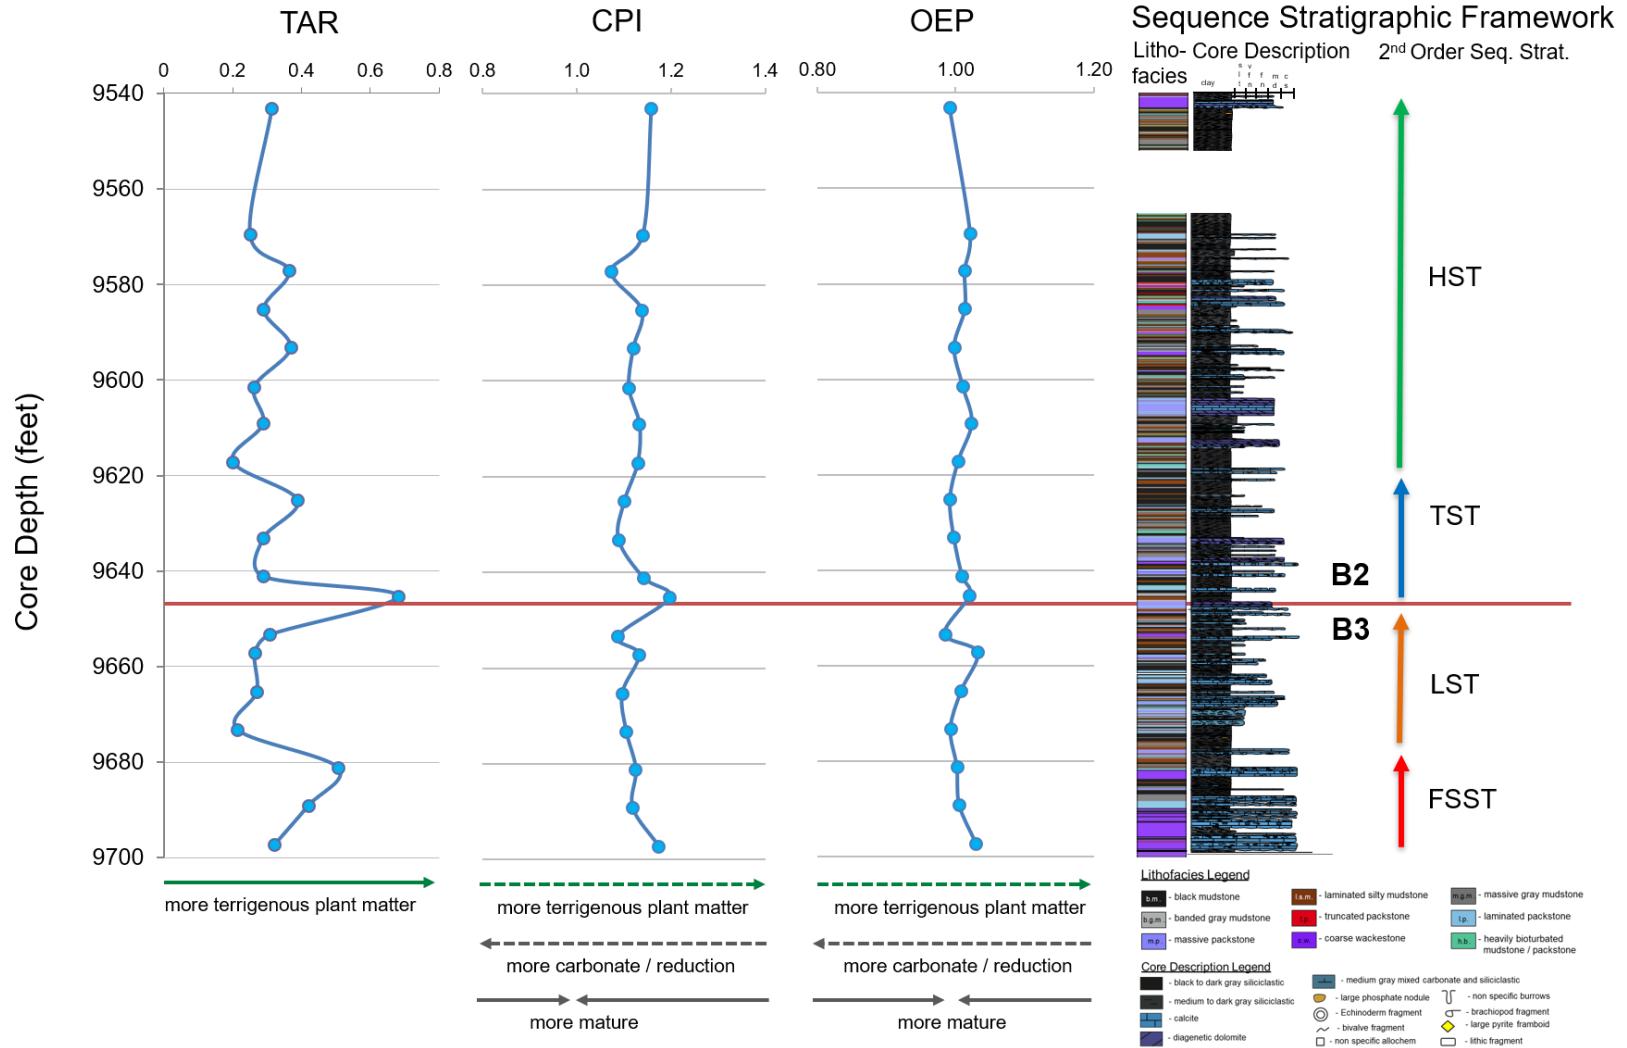 TAR
CPI
OEP
Sequence Stratigraphic Framework
Litho-
facies
Core Description
2nd Order Seq. Strat.
0 0.2 0.4 0.6 0.8
0.8 1.0 1.2 1.4
0.80 1.00 1.20
clay
s l t
v f n
f n
m d
c s
Core Depth (feet)
9540
9560
9580
9600
9620
9640
9660
9680
9700
HST
TST
B2
B3
LST
FSST
more terrigenous plant matter
more terrigenous plant matter
more carbonate / reduction
more mature
more terrigenous plant matter
more carbonate / reduction
more mature
Lithofacies Legend
b.m. - black mudstone
l.s.m. - laminated silty mudstone
m.g.m. - massive gray mudstone
b.g.m. - banded gray mudstone
t.p. - truncated packstone
l.p. - laminated packstone
m.p. - massive packstone
c.w. - coarse wackestone
h.b. - heavily bioturbated
mudstone / packstone
Core Description Legend
- black to dark gray siliciclastic
- medium to dark gray siliciclastic
- calcite
- diagenetic dolomite
- medium gray mixed carbonate and siliciclastic
- large phosphate nodule
- Echinoderm fragment
- bivalve fragment
- non specific allochem
- non specific burrows
- brachiopod fragment
- large pyrite framboid
- lithic fragment